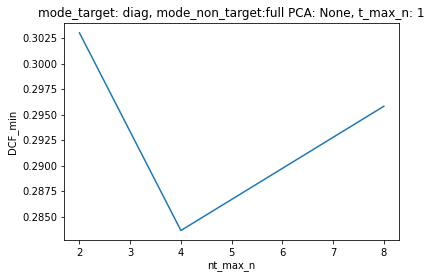 mode_target: diag, mode_non_target:full PCA: None, t_max_n: 1
0.3025
0.3000
0.2975
0.2950
0.2925
0.2900
0.2875
0.2850
DCF_min
2 3 4 5 6 7 8
nt_max_n